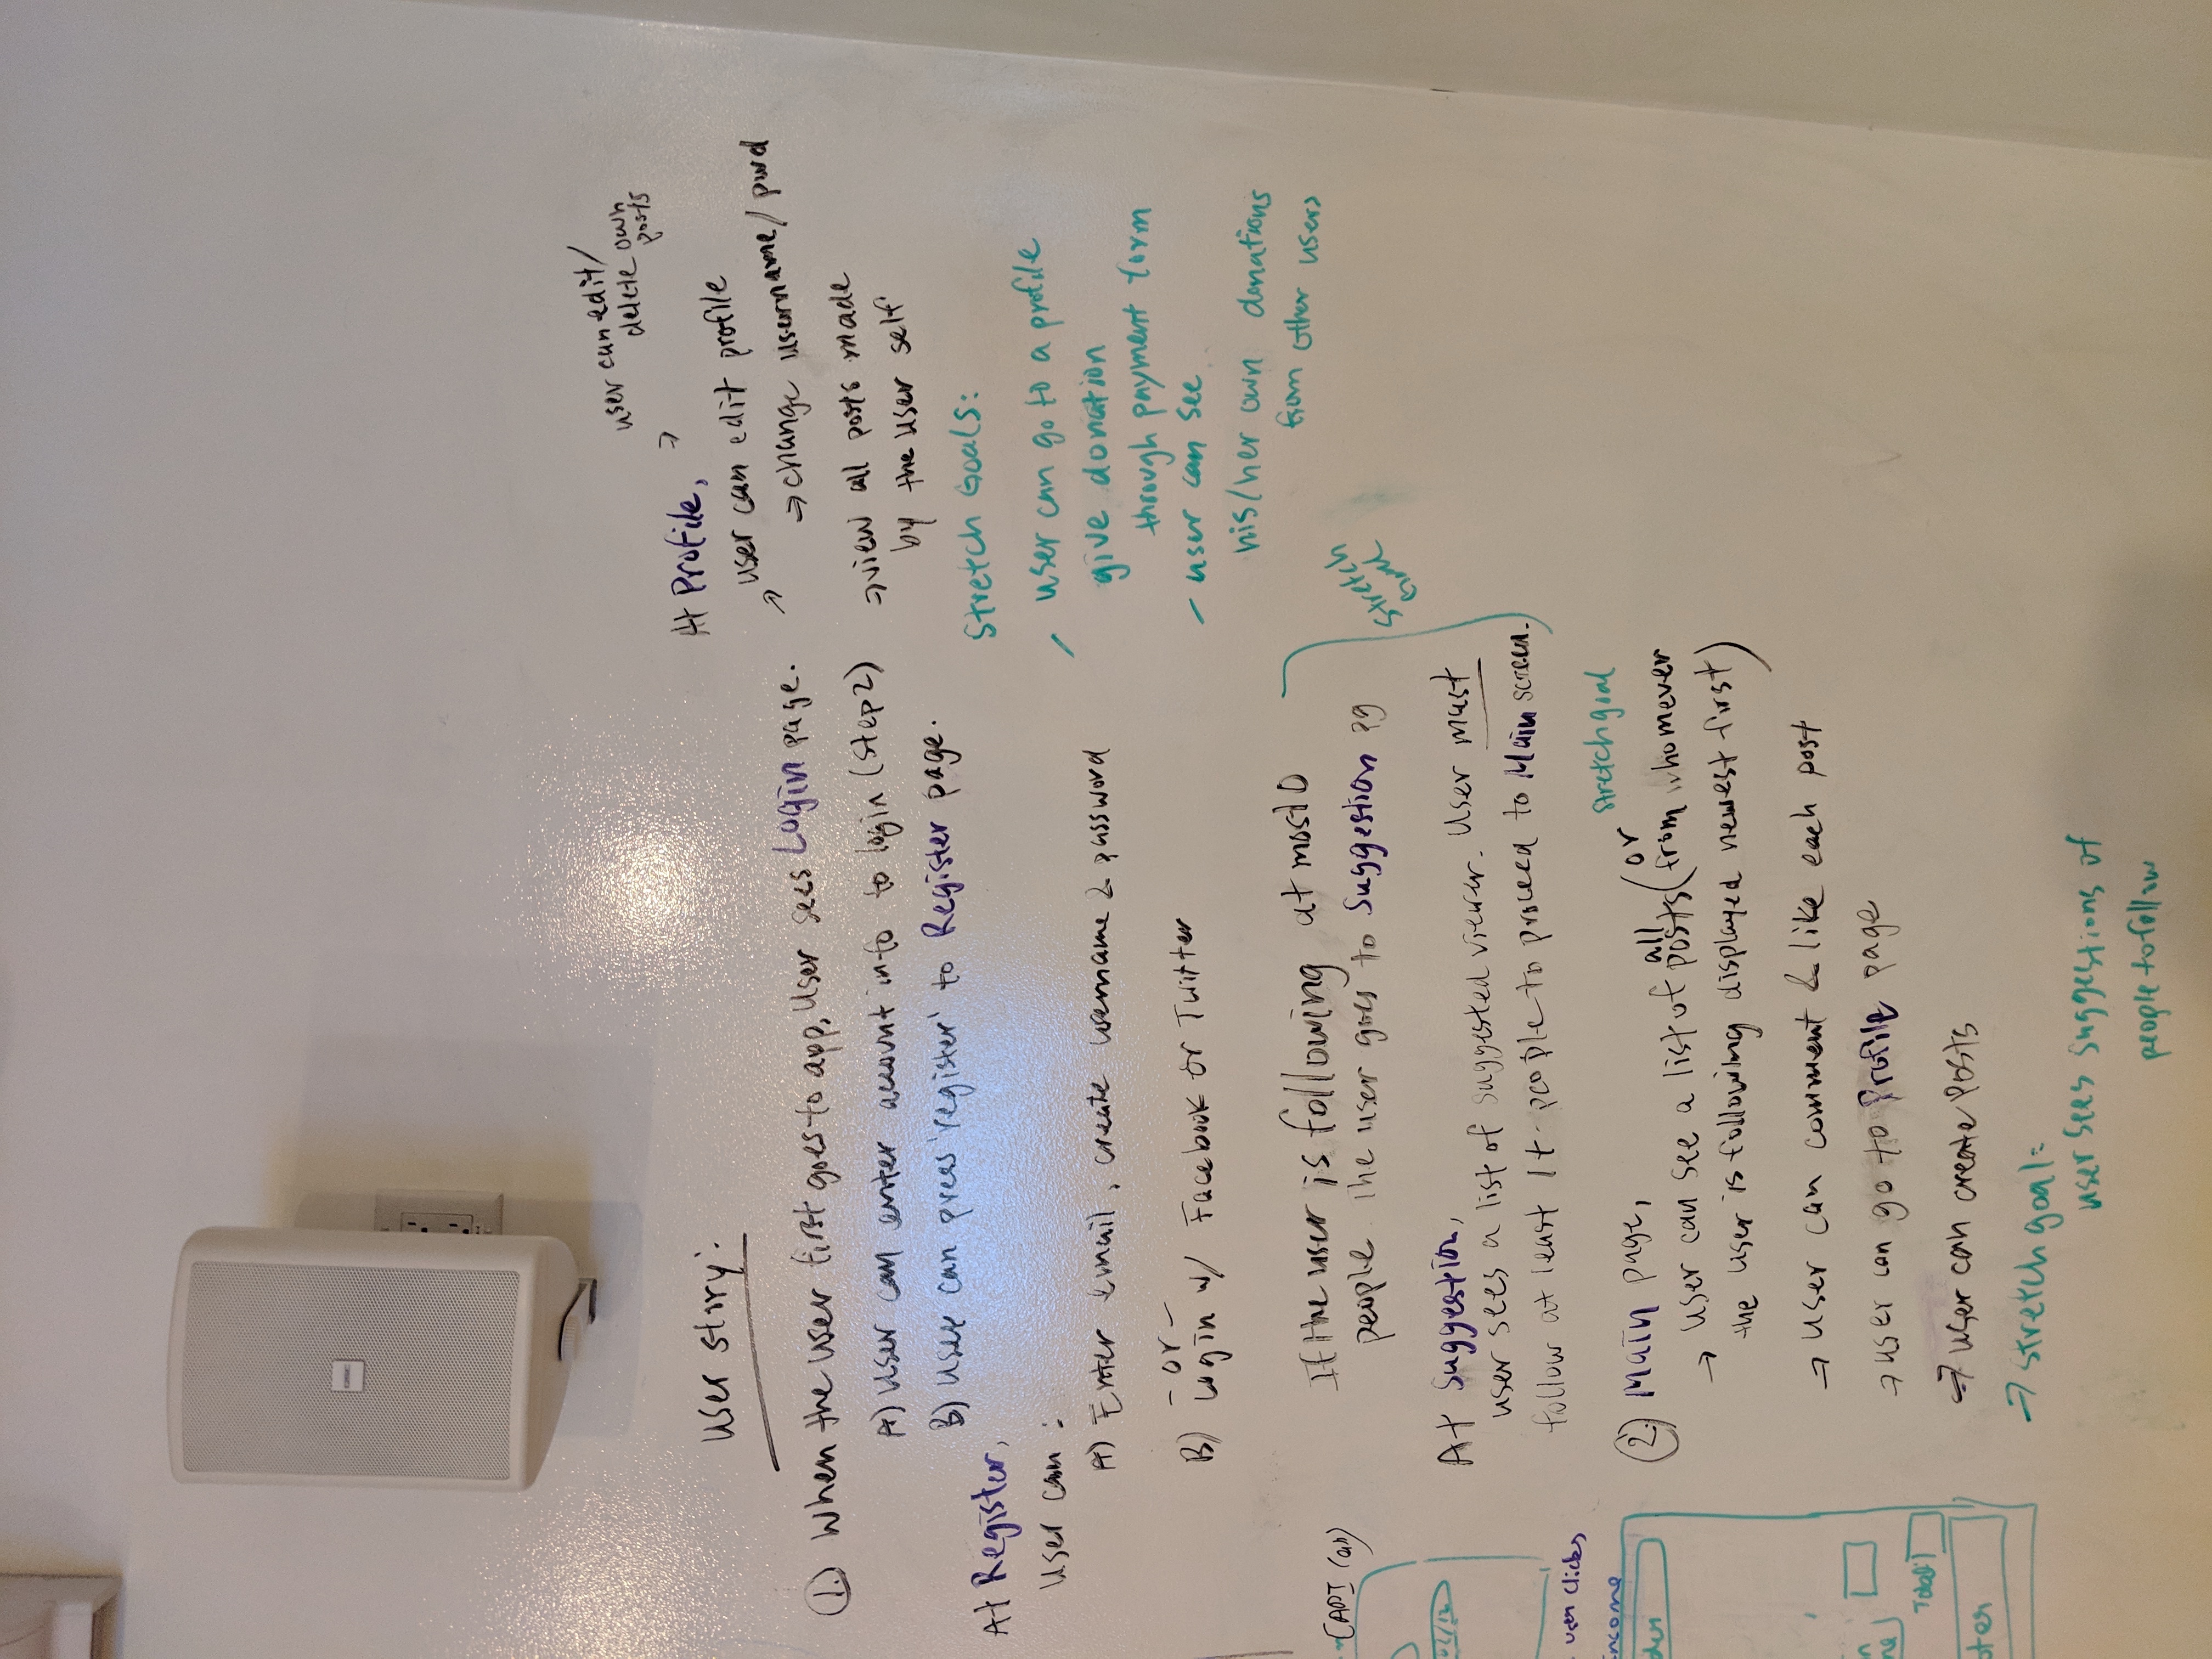 user story:
1. When the user first goes to app, user sees Login page.
A) user can enter account info to login (step 2)
B) user can press 'register' to Register page.
At Register,
user can:
A) Enter email, create username & password
- or -
B) Login w/ Facebook or Twitter
If the user is following at most 0
people the user goes to Suggestion pg
At Suggestion,
user sees a list of suggested viewer. User must
follow at least 1+ people to proceed to Main screen.
stretch
2. Main page,
stretch goal
→ user can see a list of all posts (or from whomever
the user is following displayed newest first)
→ user can comment & like each post
→ user can go to Profile page
→ user can create posts
→ stretch goal:
user sees suggestions of
people to follow
At Profile,
→ user can edit/
delete own
posts
→ user can edit profile
→ change username/pwd
→ view all posts made
by the user self
Stretch Goals:
- user can go to a profile
give donation
through payment form
- user can see
his/her own donations
from other users
user clicks
income
Total